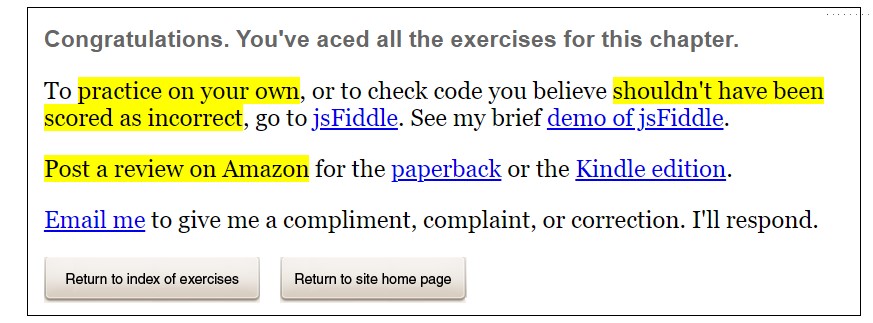 Congratulations. You've aced all the exercises for this chapter.
To practice on your own, or to check code you believe shouldn't have been
scored as incorrect, go to jsFiddle. See my brief demo of jsFiddle.
Post a review on Amazon for the paperback or the Kindle edition.
Email me to give me a compliment, complaint, or correction. I'll respond.
Return to index of exercises Return to site home page